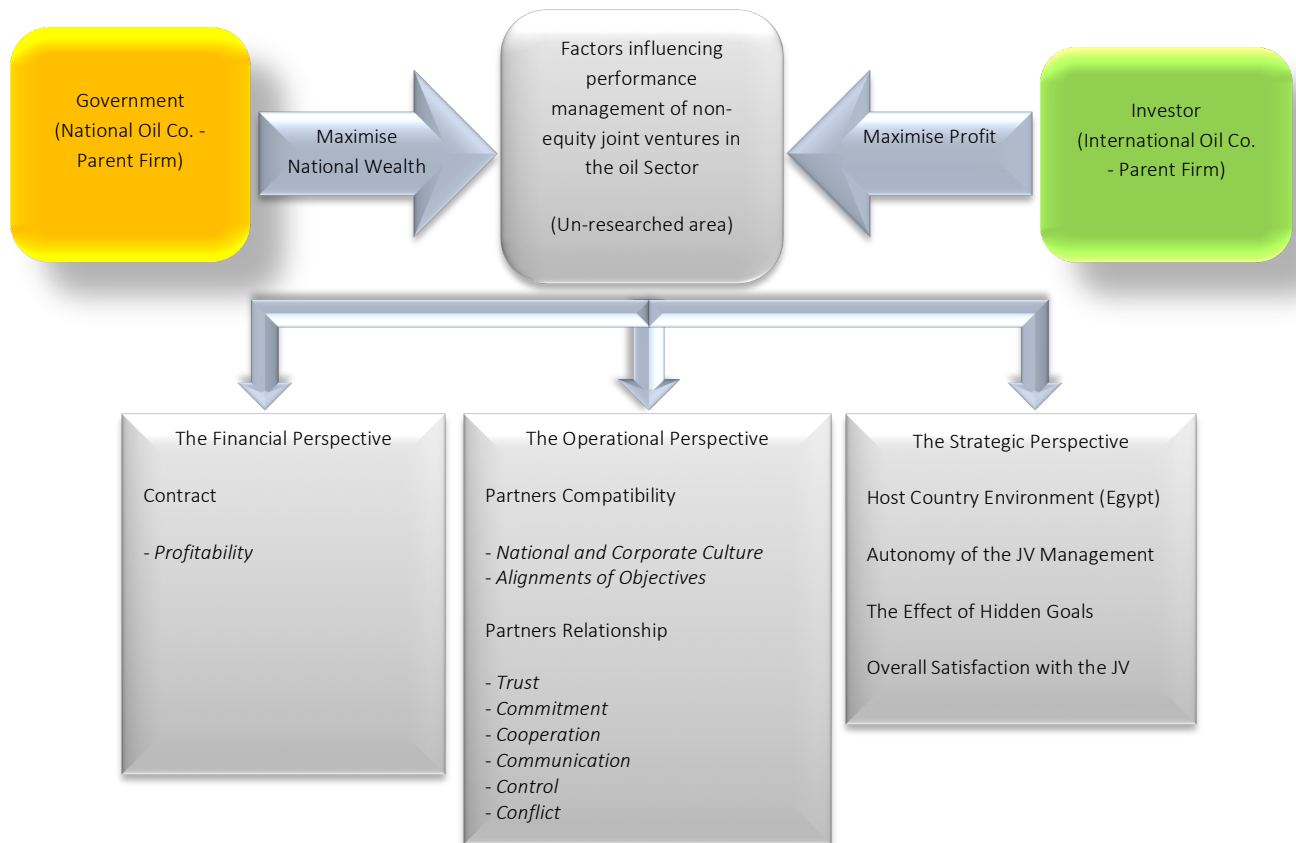 Government
(National Oil Co. -
Parent Firm)
Maximise
National Wealth
Factors influencing
performance
management of non-
equity joint ventures in
the oil Sector
(Un-researched area)
Maximise Profit
Investor
(International Oil Co.
- Parent Firm)
The Financial Perspective
Contract
- Profitability
The Operational Perspective
Partners Compatibility
- National and Corporate Culture
- Alignments of Objectives
Partners Relationship
- Trust
- Commitment
- Cooperation
- Communication
- Control
- Conflict
The Strategic Perspective
Host Country Environment (Egypt)
Autonomy of the JV Management
The Effect of Hidden Goals
Overall Satisfaction with the JV